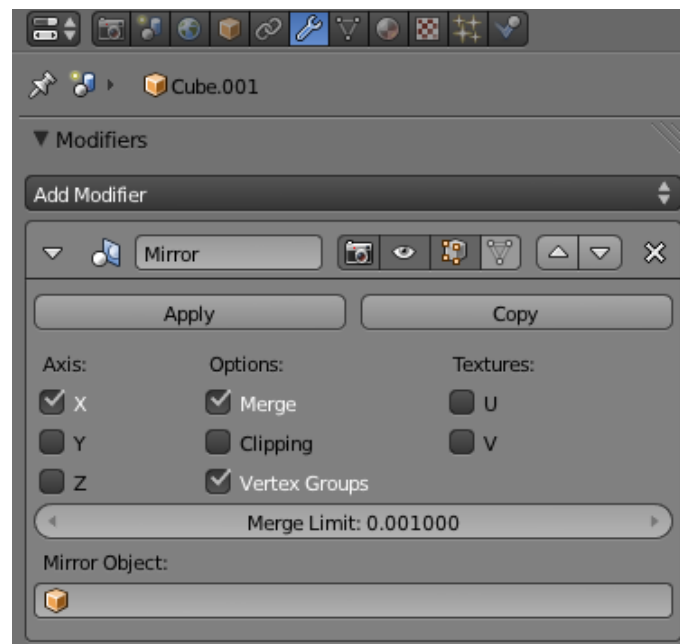 Cube.001
Modifiers
Add Modifier
Mirror
Apply Copy
Axis: Options: Textures:
X Merge U
Y Clipping V
Z Vertex Groups
Merge Limit: 0.001000
Mirror Object: